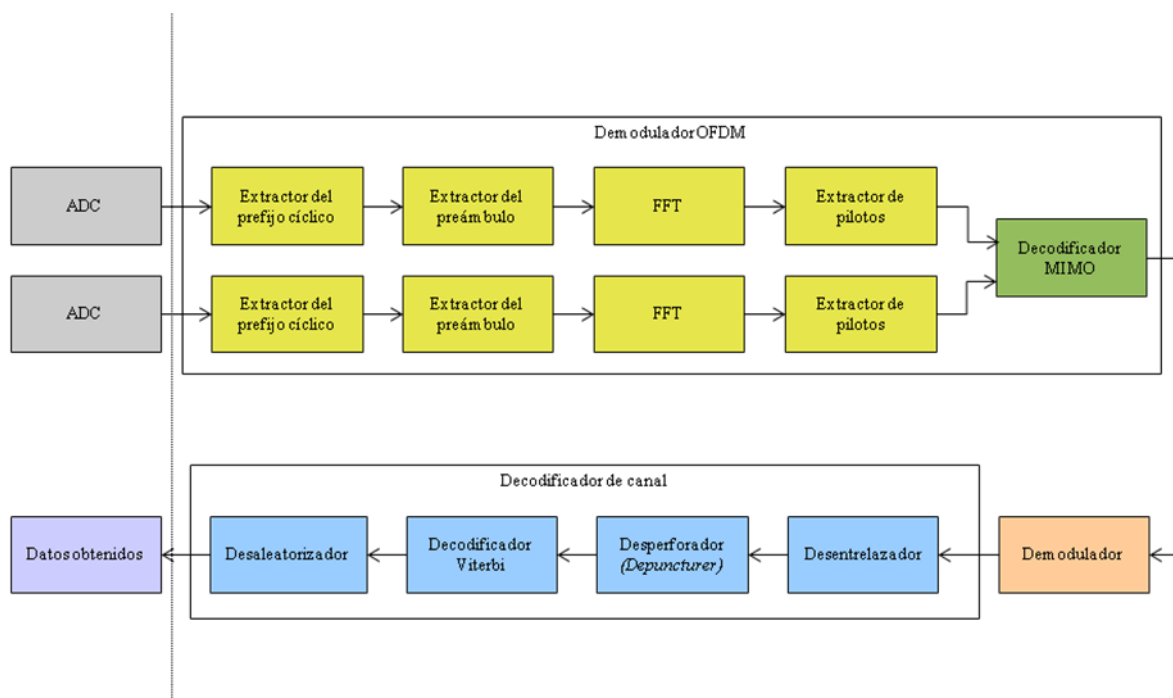 Demodulador OFDM
ADC
Extractor del
prefijo cíclico
Extractor del
preámbulo
FFT
Extractor de
pilotos
Decodificador
MIMO
ADC
Extractor del
prefijo cíclico
Extractor del
preámbulo
FFT
Extractor de
pilotos
Decodificador de canal
Datos obtenidos
Desaleatorizador
Decodificador
Viterbi
Desperforador
(Depuncturer)
Desentrelazador
Demodulador